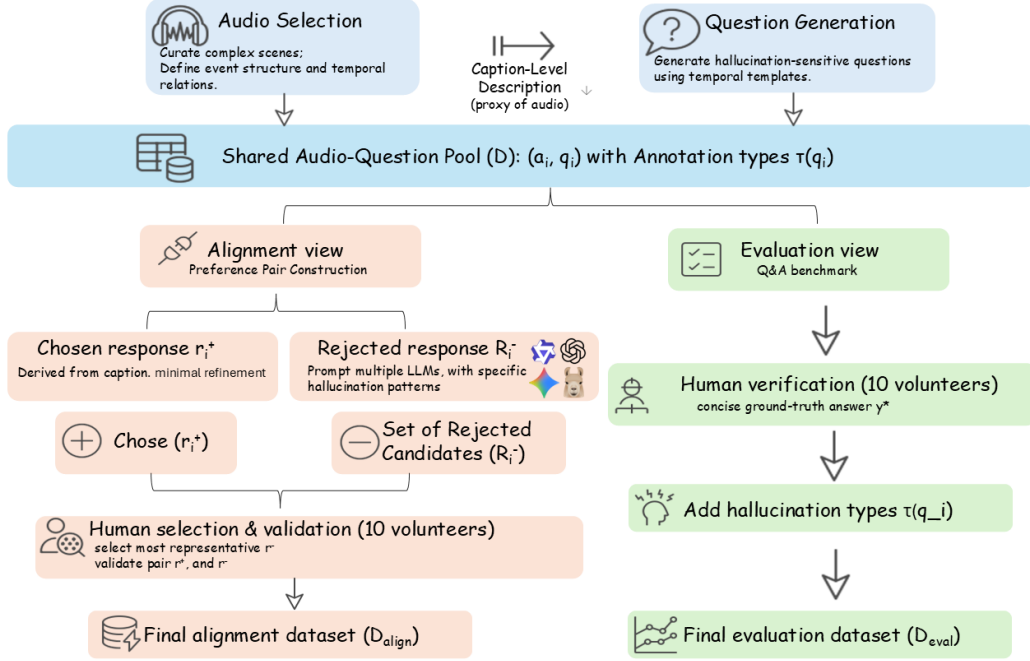 Audio Selection
Curate complex scenes;
Define event structure and temporal
relations.
Caption-Level
Description
(proxy of audio)
Question Generation
Generate hallucination-sensitive questions
using temporal templates.
Shared Audio-Question Pool (D): (aᵢ, qᵢ) with Annotation types τ(qᵢ)
Alignment view
Preference Pair Construction
Evaluation view
Q&A benchmark
Chosen response rᵢ⁺
Derived from caption. minimal refinement
Rejected response Rᵢ⁻
Prompt multiple LLMs, with specific
hallucination patterns
Human verification (10 volunteers)
concise ground-truth answer y*
Chose (rᵢ⁺)
Set of Rejected
Candidates (Rᵢ⁻)
Add hallucination types τ(q_i)
Human selection & validation (10 volunteers)
select most representative r⁻
validate pair r⁺, and r⁻
Final alignment dataset (Dalign)
Final evaluation dataset (Deval)